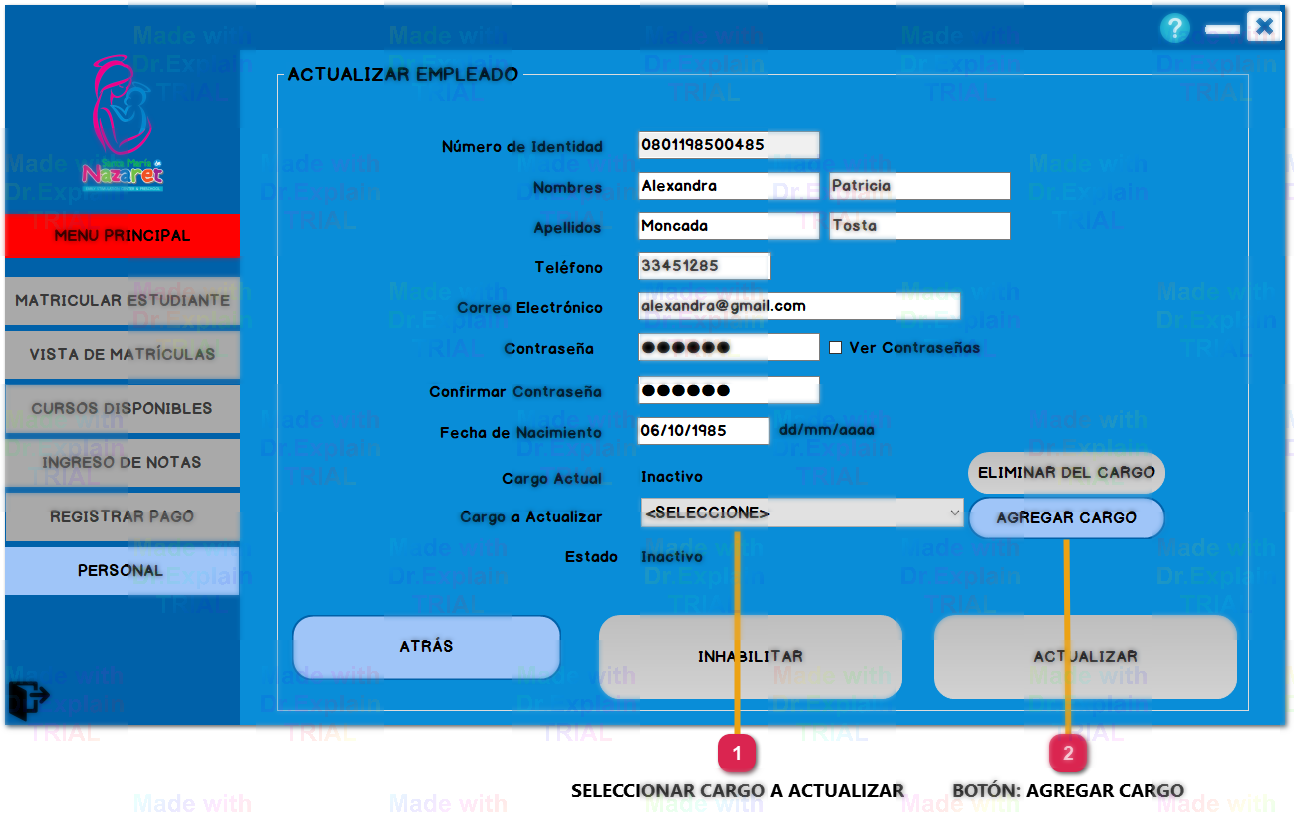 ?
ACTUALIZAR EMPLEADO
Santa María de
Nazaret
MENU PRINCIPAL
MATRICULAR ESTUDIANTE
VISTA DE MATRÍCULAS
CURSOS DISPONIBLES
INGRESO DE NOTAS
REGISTRAR PAGO
PERSONAL
Número de Identidad 0801198500485
Nombres Alexandra Patricia
Apellidos Moncada Tosta
Teléfono 33451285
Correo Electrónico alexandra@gmail.com
Contraseña ●●●●●● Ver Contraseñas
Confirmar Contraseña ●●●●●●
Fecha de Nacimiento 06/10/1985 dd/mm/aaaa
Cargo Actual Inactivo ELIMINAR DEL CARGO
Cargo a Actualizar <SELECCIONE> AGREGAR CARGO
Estado Inactivo
ATRÁS INHABILITAR ACTUALIZAR
1 2
SELECCIONAR CARGO A ACTUALIZAR BOTÓN: AGREGAR CARGO
Made with
Dr.Explain
TRIAL